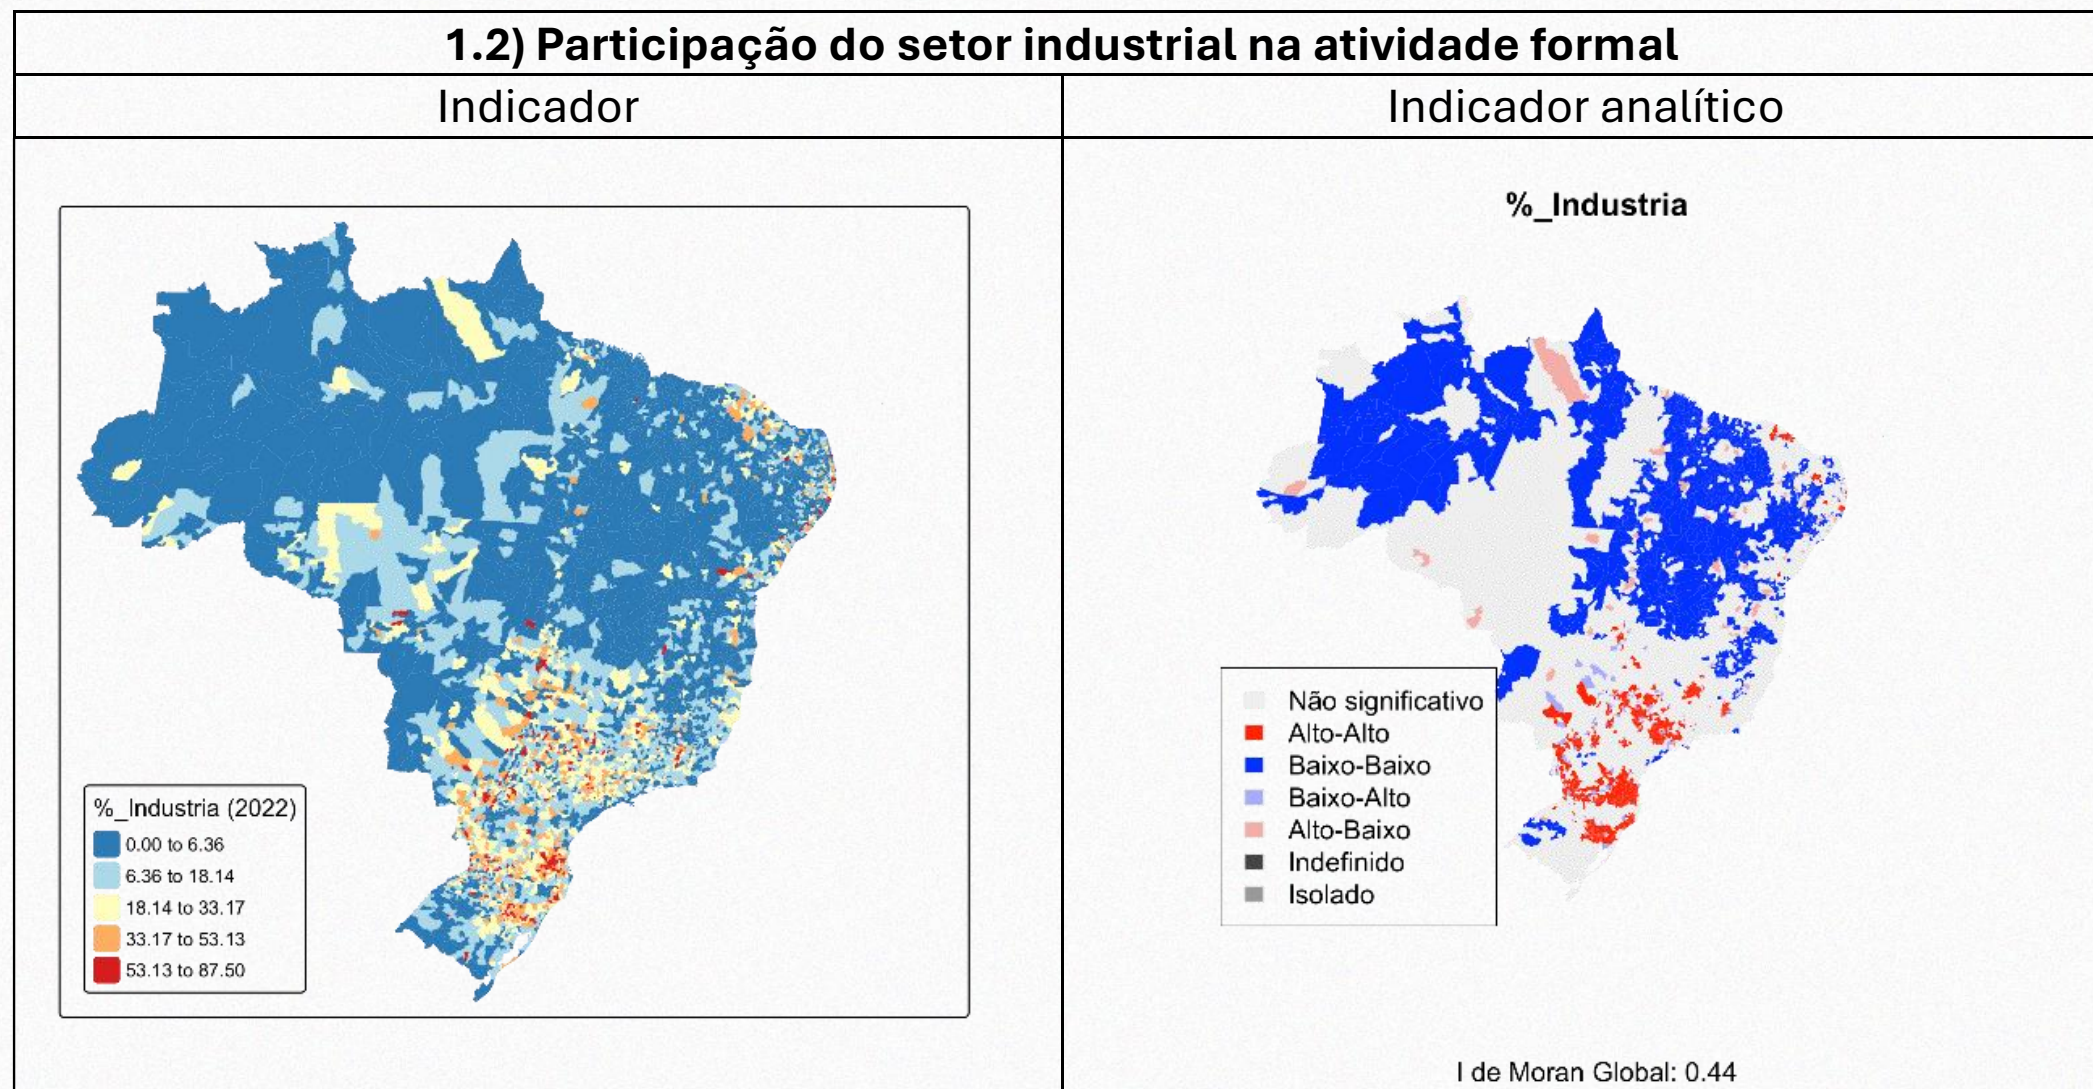 1.2) Participação do setor industrial na atividade formal
Indicador
Indicador analítico
%_Industria (2022)
0.00 to 6.36
6.36 to 18.14
18.14 to 33.17
33.17 to 53.13
53.13 to 87.50
%_Industria
Não significativo
Alto-Alto
Baixo-Baixo
Baixo-Alto
Alto-Baixo
Indefinido
Isolado
I de Moran Global: 0.44